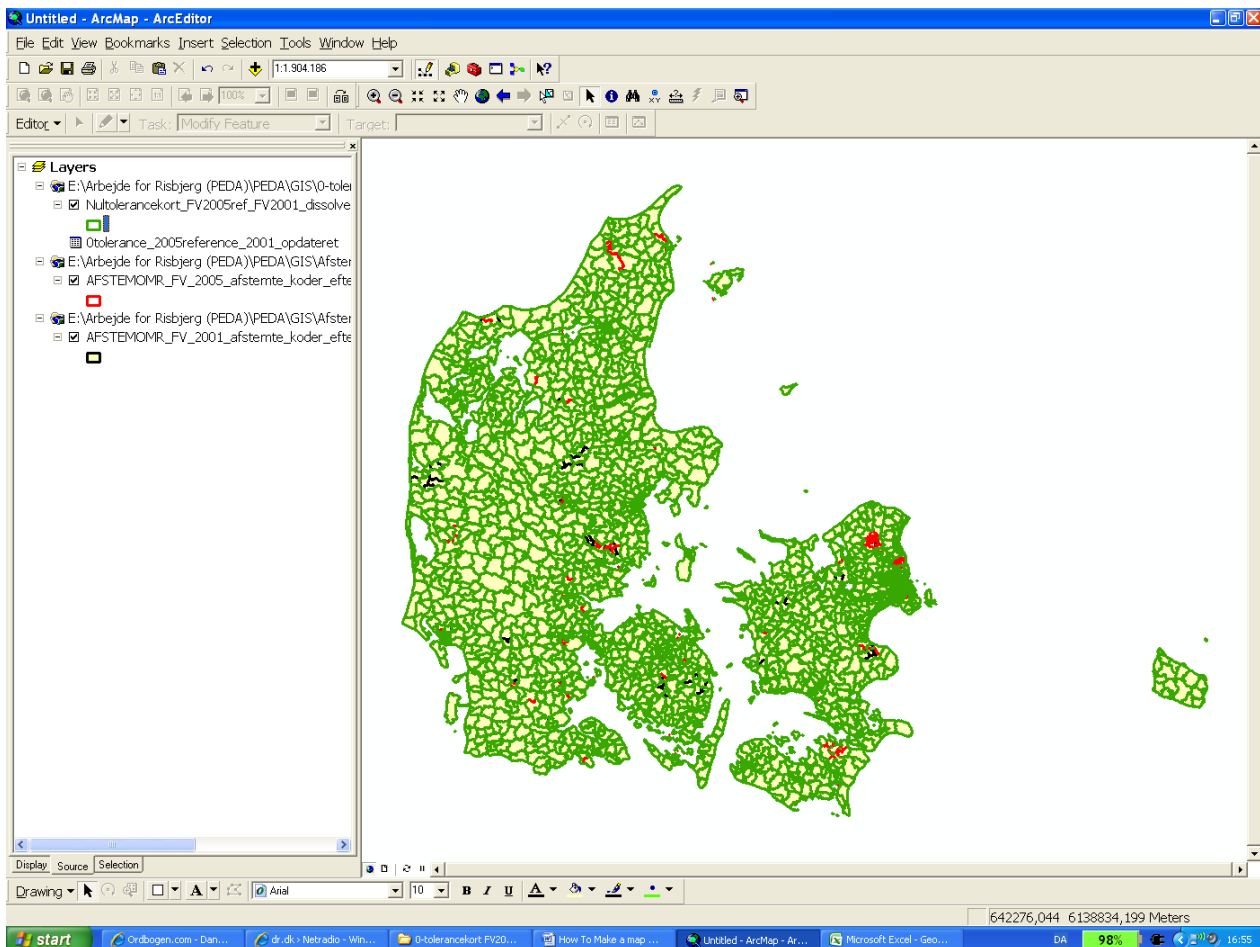 Untitled - ArcMap - ArcEditor
File Edit View Bookmarks Insert Selection Tools Window Help
1:1.904.186
100%
Editor Task: Modify Feature Target:
Layers
E:\Arbejde for Risbjerg (PEDA)\PEDA\GIS\0-toler
Nultolerancekort_FV2005ref_FV2001_dissolve
0tolerance_2005reference_2001_opdateret
E:\Arbejde for Risbjerg (PEDA)\PEDA\GIS\Afster
AFSTEMOMR_FV_2005_afstemte_koder_efte
E:\Arbejde for Risbjerg (PEDA)\PEDA\GIS\Afster
AFSTEMOMR_FV_2001_afstemte_koder_efte
Display Source Selection
Drawing A Arial 10 B I U A
642276,044 6138834,199 Meters
start Ordbogen.com - Dan... dr.dk › Netradio - Win... 0-tolerancekort FV20... How To Make a map ... Untitled - ArcMap - Ar... Microsoft Excel - Geo... DA 98% 16:55